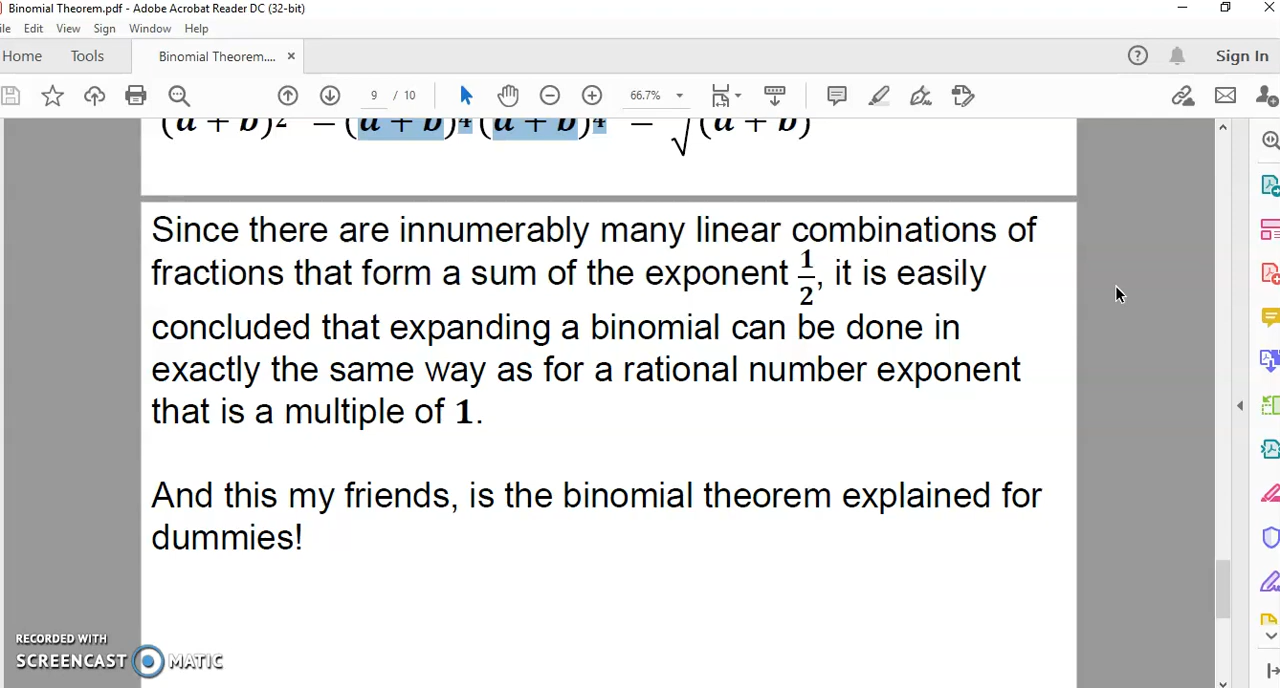 Binomial Theorem.pdf - Adobe Acrobat Reader DC (32-bit)
ile Edit View Sign Window Help
Home Tools Binomial Theorem.... × Sign In
9 / 10 66.7%
(a + b)2 = (a + b)4 (a + b)4 = √(a + b)
Since there are innumerably many linear combinations of
fractions that form a sum of the exponent 1/2, it is easily
concluded that expanding a binomial can be done in
exactly the same way as for a rational number exponent
that is a multiple of 1.
And this my friends, is the binomial theorem explained for
dummies!
RECORDED WITH
SCREENCAST MATIC